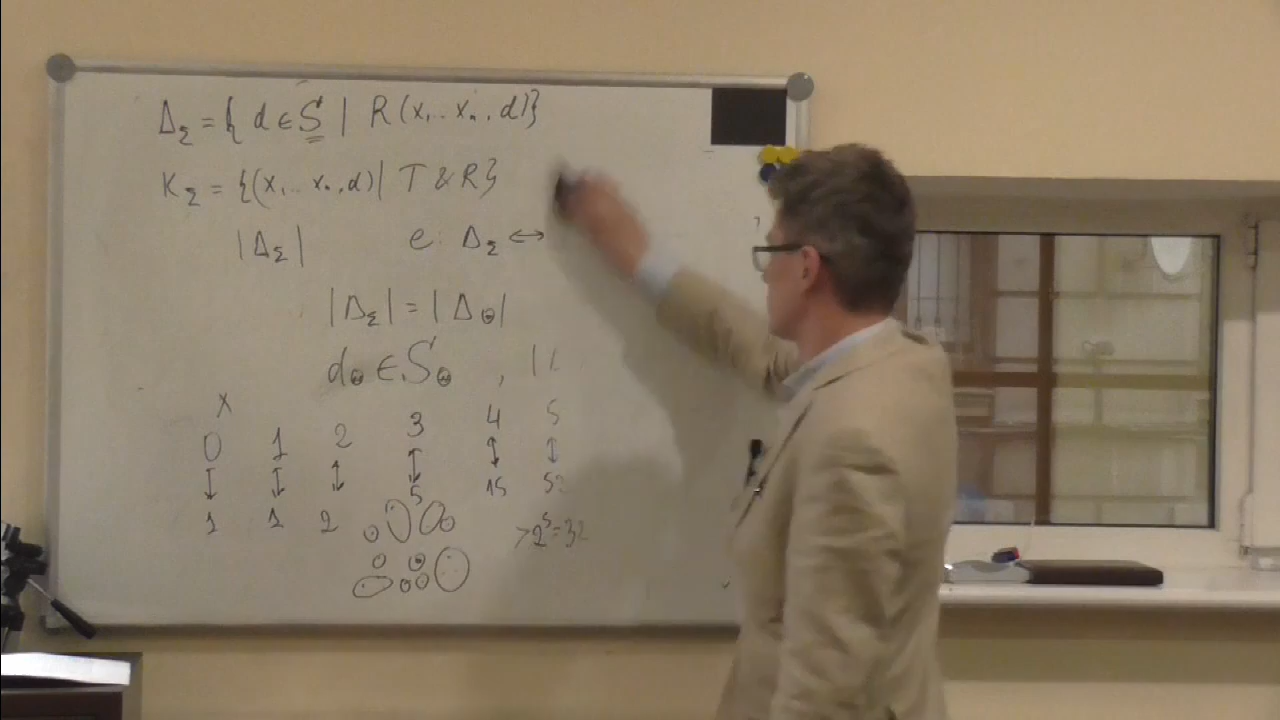 Δ_Σ = { d ∈ S | R(x₁...xₙ, d)}
K_Σ = {(x₁...xₙ, d) | T & R}
|Δ_Σ| e: Δ_Σ ↔
|Δ_Σ| = |Δ_Θ|
d_Θ ∈ S_Θ ,
x
0 1 2 3 4 5
↕ ↕ ↕ ↕ ↕ ↕
1 1 2 5 15 52
>2⁵=32